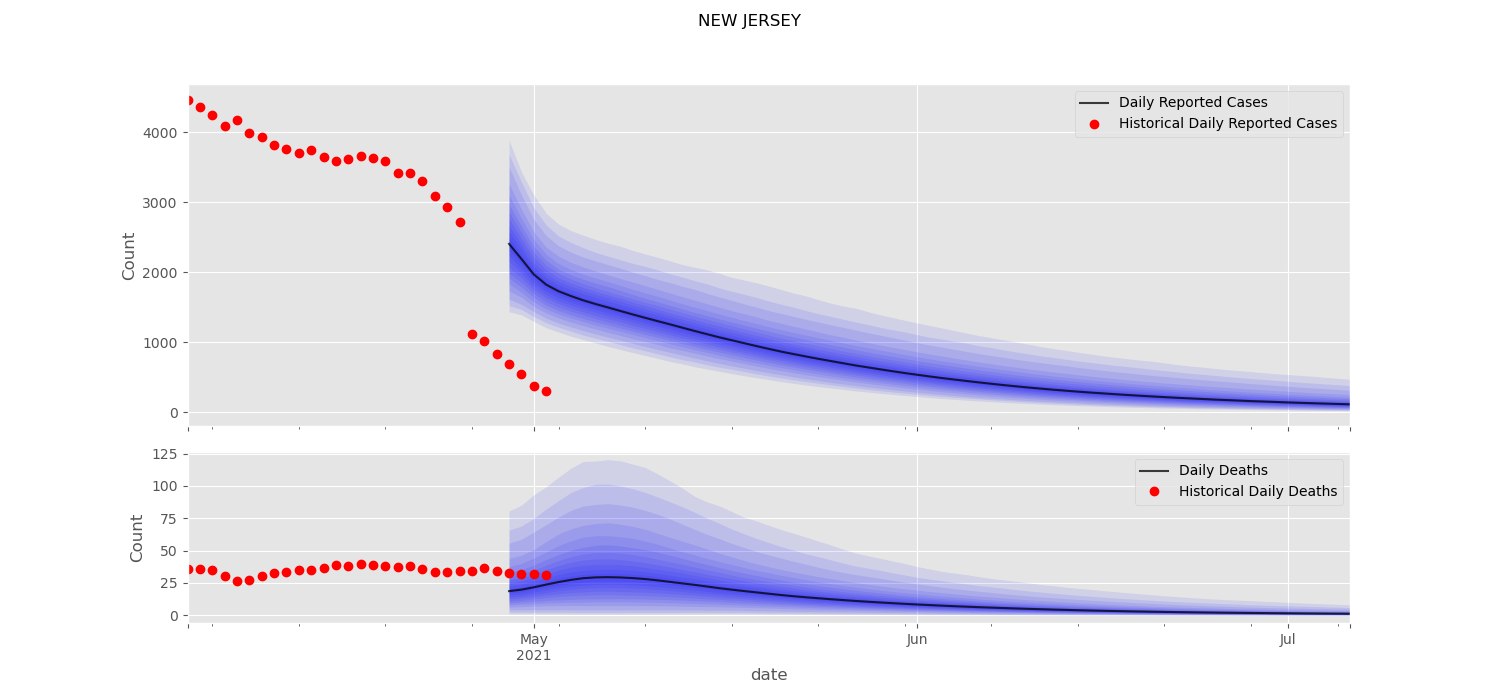 NEW JERSEY
Daily Reported Cases
Historical Daily Reported Cases
Count
4000
3000
2000
1000
0
Daily Deaths
Historical Daily Deaths
Count
125
100
75
50
25
0
May
2021
Jun
Jul
date